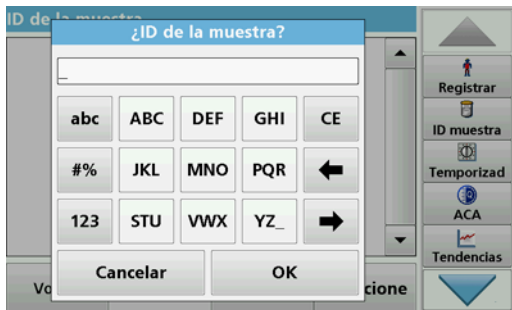 ID de la muestra
¿ID de la muestra?
_
abc ABC DEF GHI CE
#% JKL MNO PQR
123 STU VWX YZ_
Cancelar OK
Vo
cione
Registrar
ID muestra
Temporizad
ACA
Tendencias